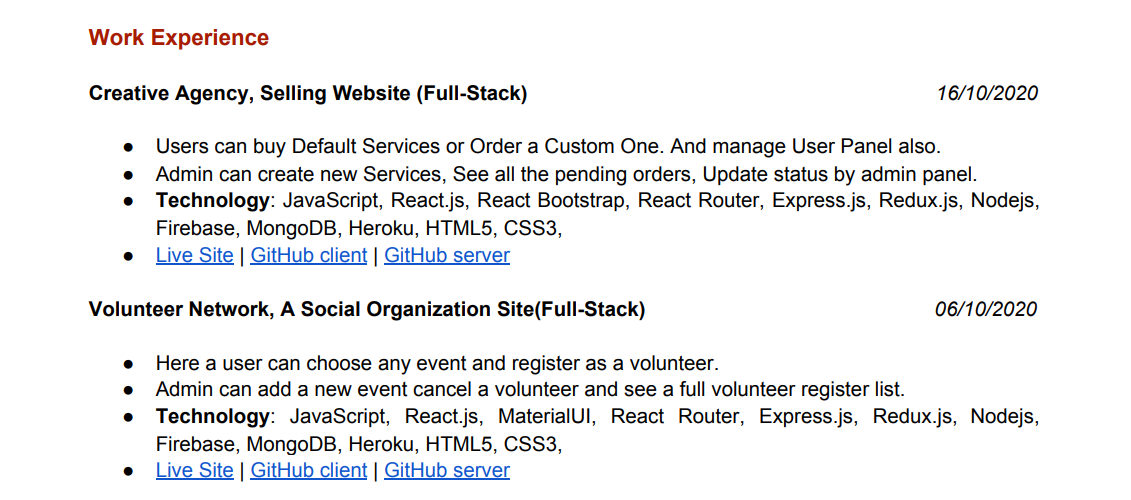 Work Experience
Creative Agency, Selling Website (Full-Stack) 16/10/2020
● Users can buy Default Services or Order a Custom One. And manage User Panel also.
● Admin can create new Services, See all the pending orders, Update status by admin panel.
● Technology: JavaScript, React.js, React Bootstrap, React Router, Express.js, Redux.js, Nodejs,
Firebase, MongoDB, Heroku, HTML5, CSS3,
● Live Site | GitHub client | GitHub server
Volunteer Network, A Social Organization Site(Full-Stack) 06/10/2020
● Here a user can choose any event and register as a volunteer.
● Admin can add a new event cancel a volunteer and see a full volunteer register list.
● Technology: JavaScript, React.js, MaterialUI, React Router, Express.js, Redux.js, Nodejs,
Firebase, MongoDB, Heroku, HTML5, CSS3,
● Live Site | GitHub client | GitHub server